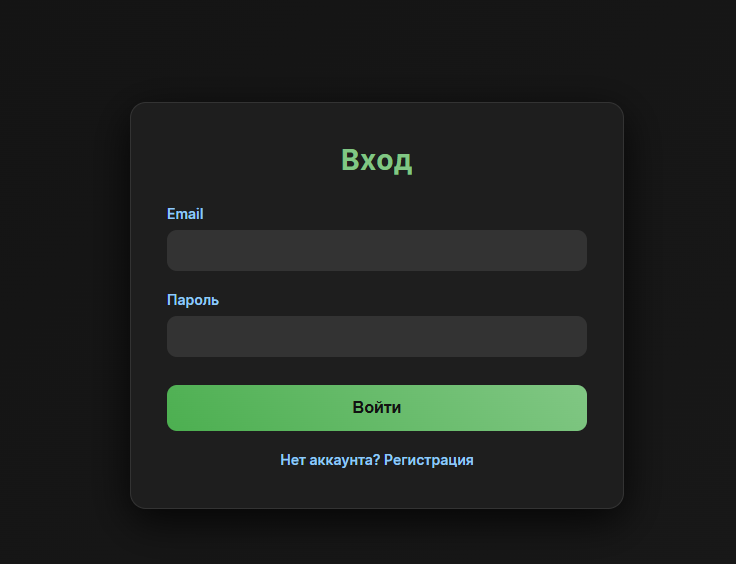 Вход
Email
Пароль
Войти
Нет аккаунта? Регистрация